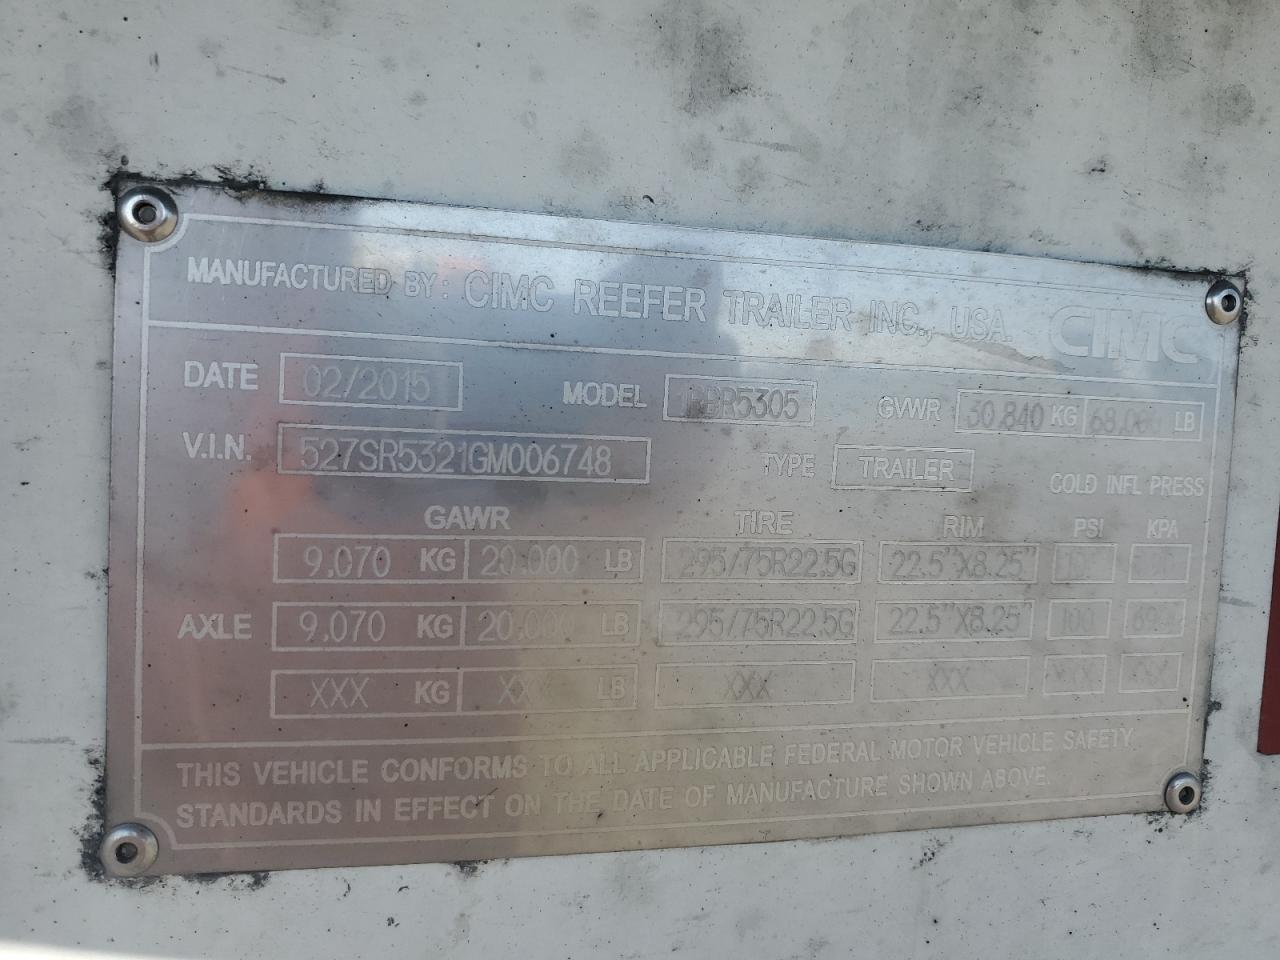 MANUFACTURED BY: CIMC REEFER TRAILER INC., USA. CIMC
DATE 02/2015 MODEL GVWR 30.840 KG LB
V.I.N. 527SR5321GM006748 TYPE TRAILER COLD INFL PRESS
GAWR TIRE RIM PSI KPA
9.070 KG 20.000 LB 295/75R22.5G 22.5"X8.25"
AXLE 9.070 KG LB 295/75R22.5G 22.5"X8.25" 100
XXX KG LB XXX XXX XXX
THIS VEHICLE CONFORMS TO ALL APPLICABLE FEDERAL MOTOR VEHICLE SAFETY
STANDARDS IN EFFECT ON THE DATE OF MANUFACTURE SHOWN ABOVE.